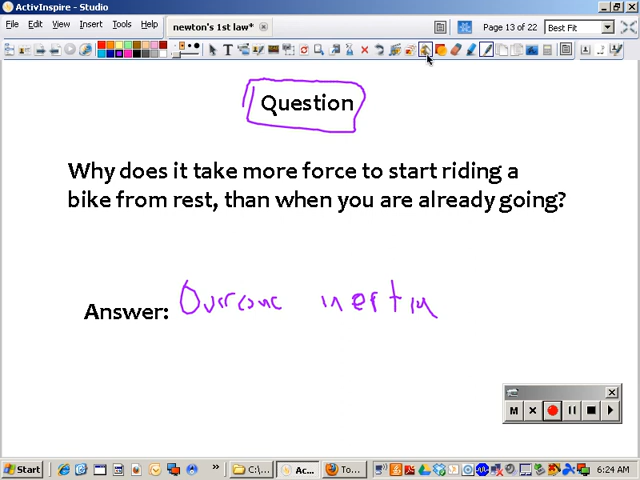 ActivInspire - Studio
File Edit View Insert Tools Help newton's 1st law* Page 13 of 22 Best Fit
Question
Why does it take more force to start riding a
bike from rest, than when you are already going?
Answer: Overcome inertia
M
Start C:\... Ac... To... 6:24 AM